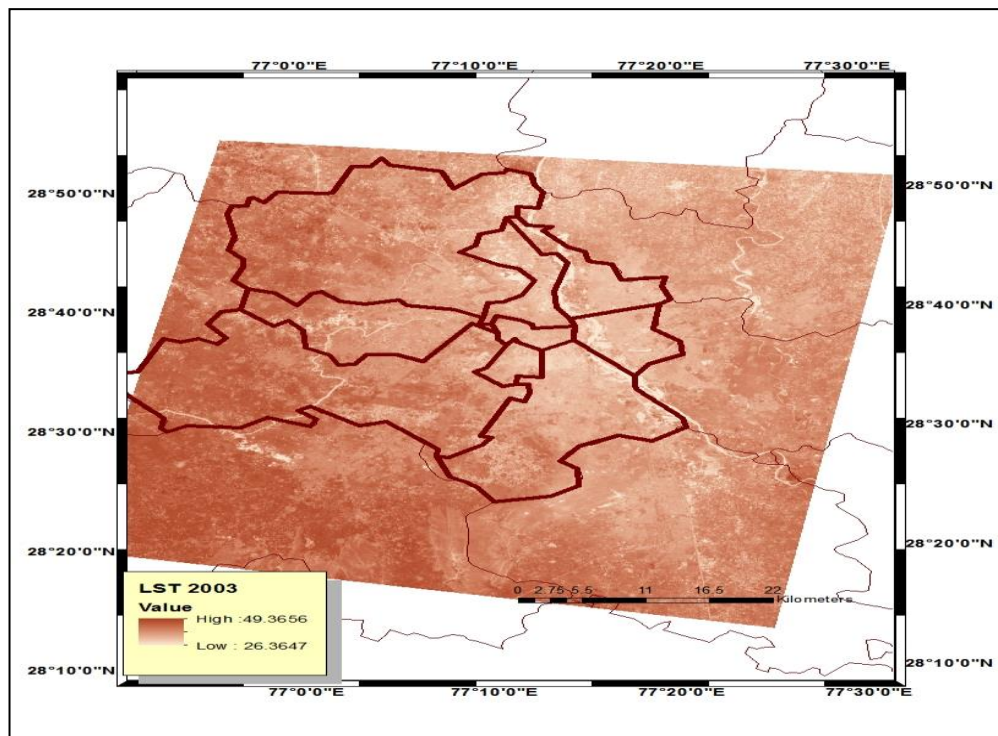 77°0'0"E 77°10'0"E 77°20'0"E 77°30'0"E
28°50'0"N 28°50'0"N
28°40'0"N 28°40'0"N
28°30'0"N 28°30'0"N
28°20'0"N 28°20'0"N
LST 2003
Value
High :49.3656
Low : 26.3647
0 2.75 5.5 11 16.5 22
Kilometers
28°10'0"N 28°10'0"N
77°0'0"E 77°10'0"E 77°20'0"E 77°30'0"E